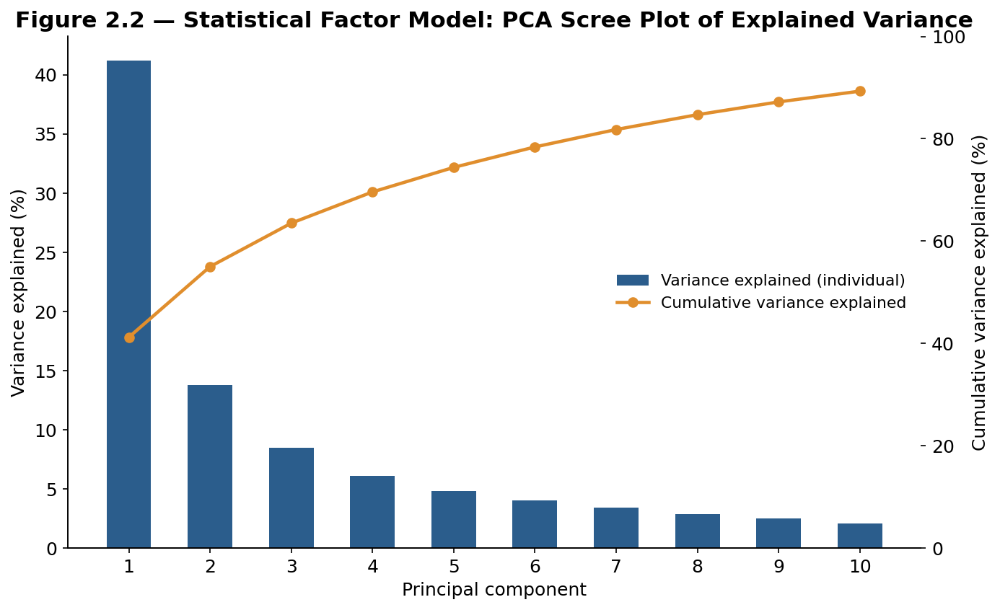 Figure 2.2 — Statistical Factor Model: PCA Scree Plot of Explained Variance
Variance explained (%)
40
35
30
25
20
15
10
5
0
100
80
60
40
20
0
Cumulative variance explained (%)
Variance explained (individual)
Cumulative variance explained
1 2 3 4 5 6 7 8 9 10
Principal component